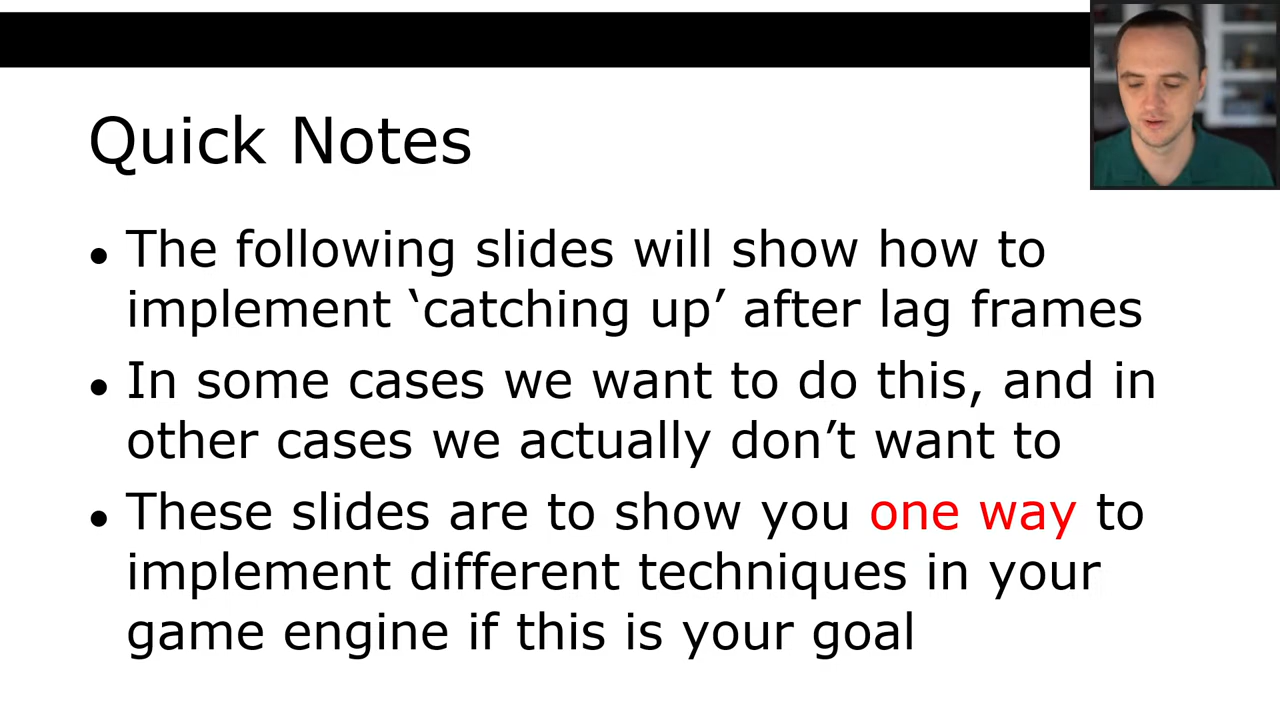 Quick Notes
• The following slides will show how to
implement ‘catching up’ after lag frames
• In some cases we want to do this, and in
other cases we actually don’t want to
• These slides are to show you one way to
implement different techniques in your
game engine if this is your goal